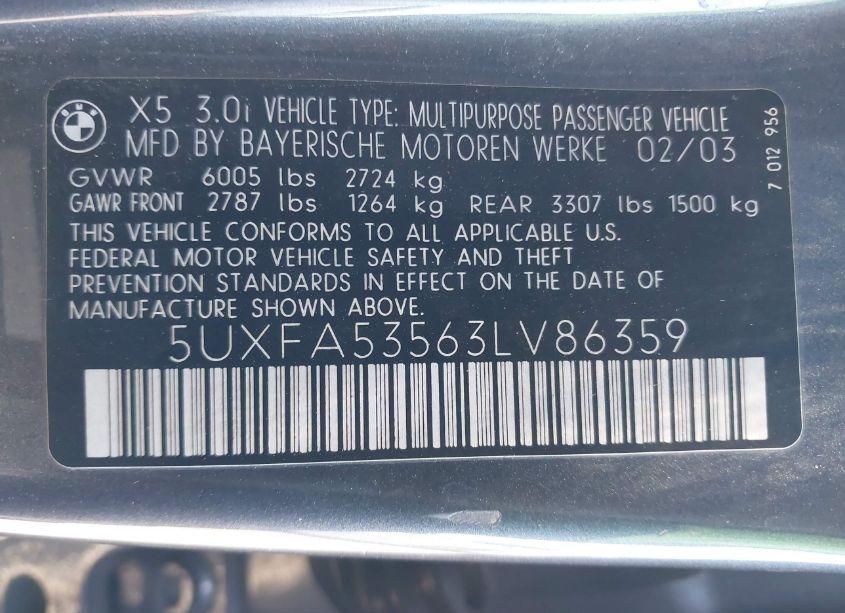 X5 3.0i VEHICLE TYPE: MULTIPURPOSE PASSENGER VEHICLE
MFD BY BAYERISCHE MOTOREN WERKE 02/03
GVWR 6005 lbs 2724 kg
GAWR FRONT 2787 lbs 1264 kg REAR 3307 lbs 1500 kg
THIS VEHICLE CONFORMS TO ALL APPLICABLE U.S.
FEDERAL MOTOR VEHICLE SAFETY AND THEFT
PREVENTION STANDARDS IN EFFECT ON THE DATE OF
MANUFACTURE SHOWN ABOVE.
5UXFA53563LV86359
7 012 956